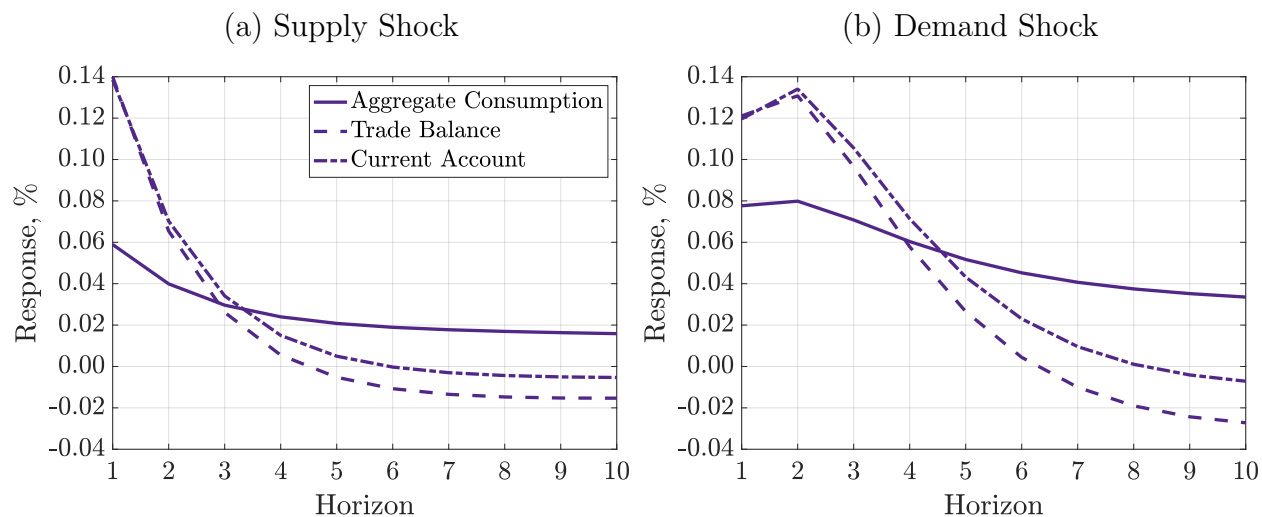 (a) Supply Shock
0.14
0.12
0.10
0.08
0.06
0.04
0.02
0.00
-0.02
-0.04
Response, %
Aggregate Consumption
Trade Balance
Current Account
1 2 3 4 5 6 7 8 9 10
Horizon
(b) Demand Shock
0.14
0.12
0.10
0.08
0.06
0.04
0.02
0.00
-0.02
-0.04
Response, %
1 2 3 4 5 6 7 8 9 10
Horizon